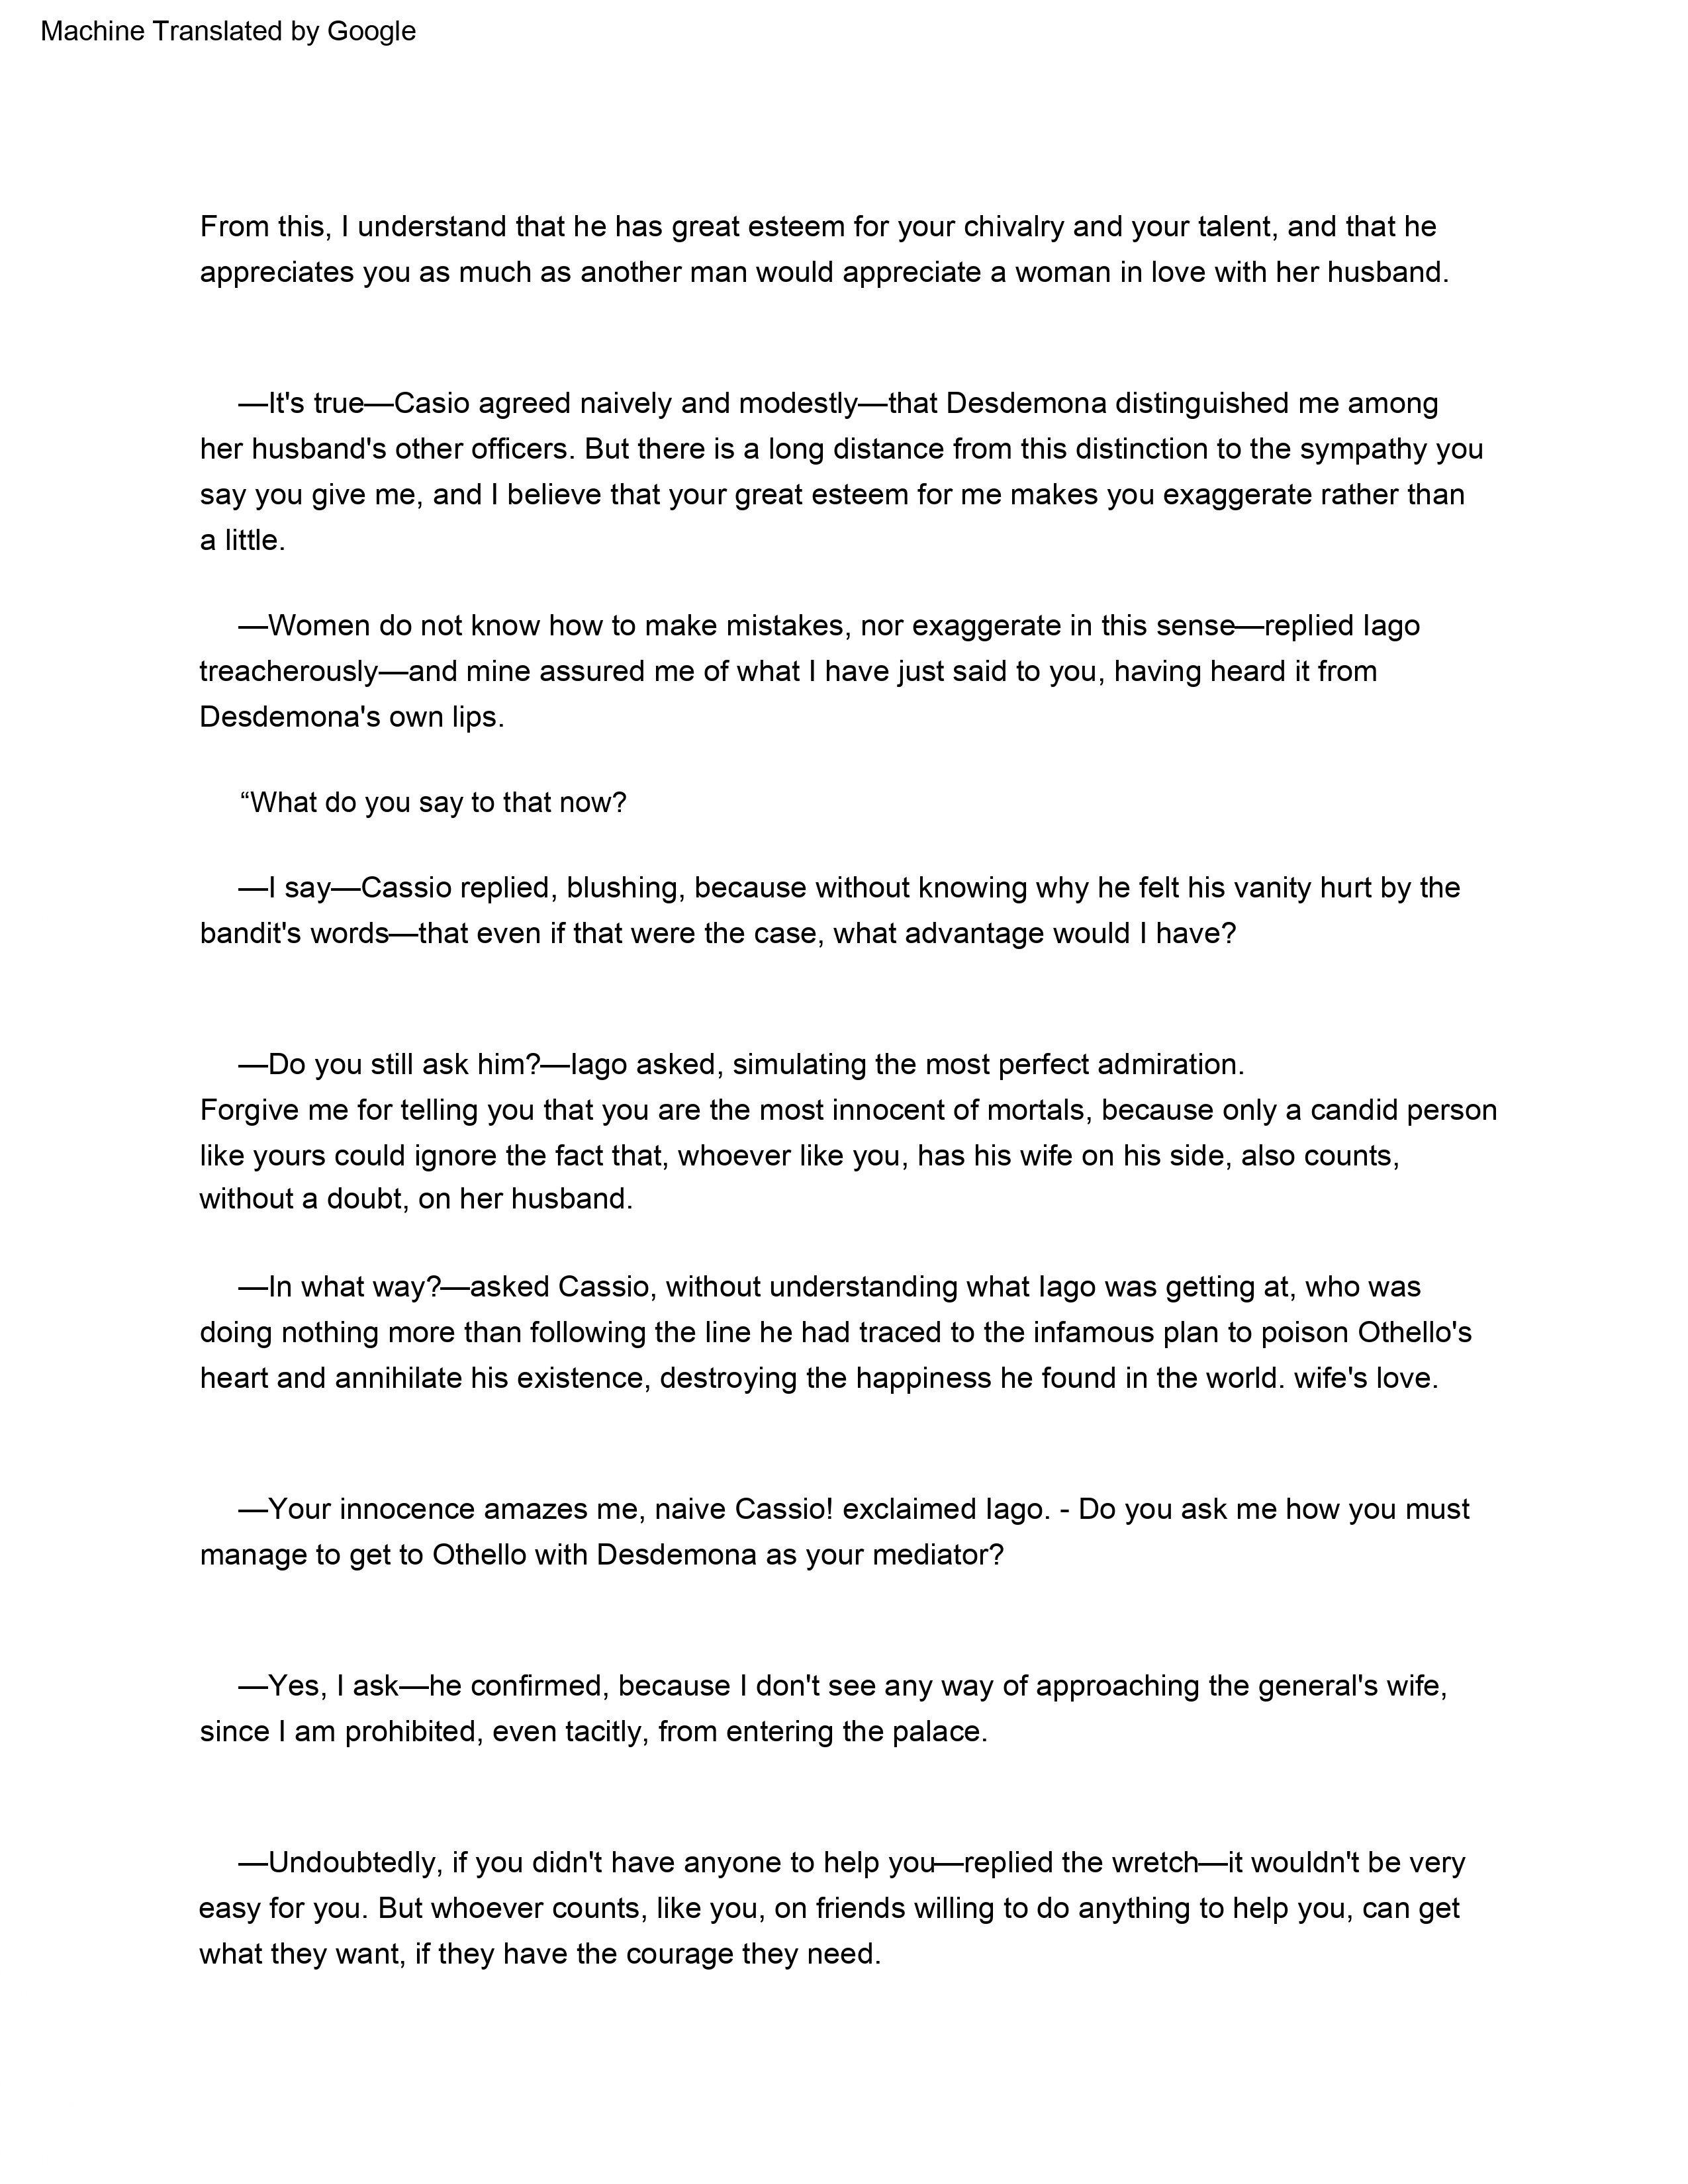 Machine Translated by Google
From this, I understand that he has great esteem for your chivalry and your talent, and that he
appreciates you as much as another man would appreciate a woman in love with her husband.
—It's true—Casio agreed naively and modestly—that Desdemona distinguished me among
her husband's other officers. But there is a long distance from this distinction to the sympathy you
say you give me, and I believe that your great esteem for me makes you exaggerate rather than
a little.
—Women do not know how to make mistakes, nor exaggerate in this sense—replied Iago
treacherously—and mine assured me of what I have just said to you, having heard it from
Desdemona's own lips.
“What do you say to that now?
—I say—Cassio replied, blushing, because without knowing why he felt his vanity hurt by the
bandit's words—that even if that were the case, what advantage would I have?
—Do you still ask him?—Iago asked, simulating the most perfect admiration.
Forgive me for telling you that you are the most innocent of mortals, because only a candid person
like yours could ignore the fact that, whoever like you, has his wife on his side, also counts,
without a doubt, on her husband.
—In what way?—asked Cassio, without understanding what Iago was getting at, who was
doing nothing more than following the line he had traced to the infamous plan to poison Othello's
heart and annihilate his existence, destroying the happiness he found in the world. wife's love.
—Your innocence amazes me, naive Cassio! exclaimed Iago. - Do you ask me how you must
manage to get to Othello with Desdemona as your mediator?
—Yes, I ask—he confirmed, because I don't see any way of approaching the general's wife,
since I am prohibited, even tacitly, from entering the palace.
—Undoubtedly, if you didn't have anyone to help you—replied the wretch—it wouldn't be very
easy for you. But whoever counts, like you, on friends willing to do anything to help you, can get
what they want, if they have the courage they need.